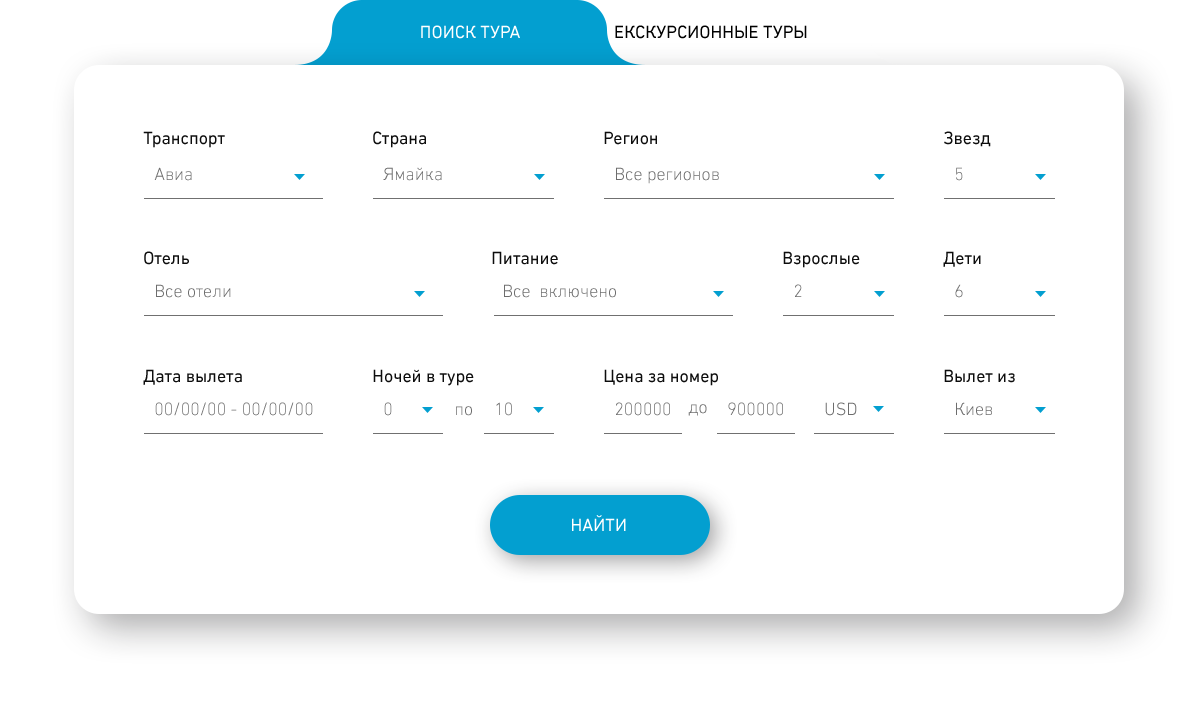 ПОИСК ТУРА ЕКСКУРСИОННЫЕ ТУРЫ
Транспорт Страна Регион Звезд
Авиа Ямайка Все регионов 5
Отель Питание Взрослые Дети
Все отели Все включено 2 6
Дата вылета Ночей в туре Цена за номер Вылет из
00/00/00 - 00/00/00 0 по 10 200000 до 900000 USD Киев
НАЙТИ